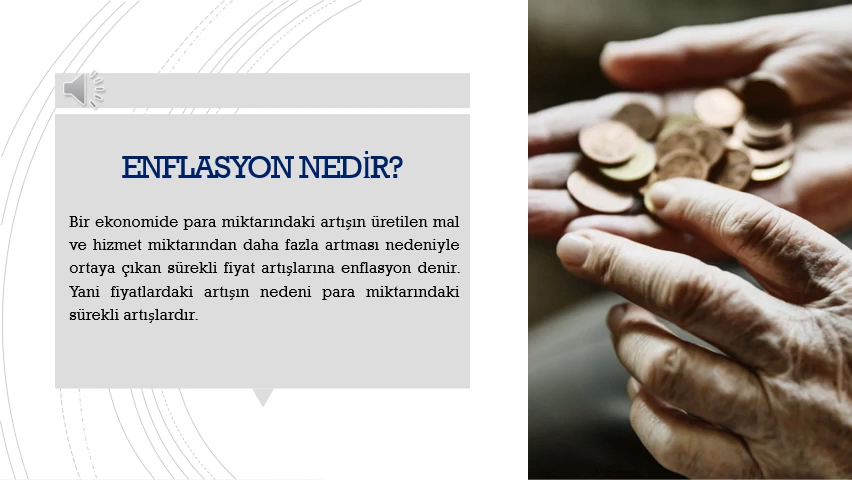 ENFLASYON NEDİR?
Bir ekonomide para miktarındaki artışın üretilen mal
ve hizmet miktarından daha fazla artması nedeniyle
ortaya çıkan sürekli fiyat artışlarına enflasyon denir.
Yani fiyatlardaki artışın nedeni para miktarındaki
sürekli artışlardır.